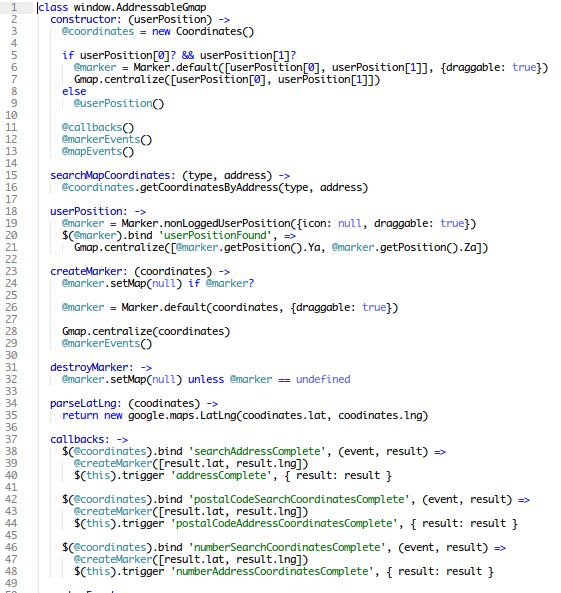 1 class window.AddressableGmap
2 constructor: (userPosition) ->
3 @coordinates = new Coordinates()
4
5 if userPosition[0]? && userPosition[1]?
6 @marker = Marker.default([userPosition[0], userPosition[1]], {draggable: true})
7 Gmap.centralize([userPosition[0], userPosition[1]])
8 else
9 @userPosition()
10
11 @callbacks()
12 @markerEvents()
13 @mapEvents()
14
15 searchMapCoordinates: (type, address) ->
16 @coordinates.getCoordinatesByAddress(type, address)
17
18 userPosition: ->
19 @marker = Marker.nonLoggedUserPosition({icon: null, draggable: true})
20 $(@marker).bind 'userPositionFound', =>
21 Gmap.centralize([@marker.getPosition().Ya, @marker.getPosition().Za])
22
23 createMarker: (coordinates) ->
24 @marker.setMap(null) if @marker?
25
26 @marker = Marker.default(coordinates, {draggable: true})
27
28 Gmap.centralize(coordinates)
29 @markerEvents()
30
31 destroyMarker: ->
32 @marker.setMap(null) unless @marker == undefined
33
34 parseLatLng: (coodinates) ->
35 return new google.maps.LatLng(coodinates.lat, coodinates.lng)
36
37 callbacks: ->
38 $(@coordinates).bind 'searchAddressComplete', (event, result) =>
39 @createMarker([result.lat, result.lng])
40 $(this).trigger 'addressComplete', { result: result }
41
42 $(@coordinates).bind 'postalCodeSearchCoordinatesComplete', (event, result) =>
43 @createMarker([result.lat, result.lng])
44 $(this).trigger 'postalCodeAddressCoordinatesComplete', { result: result }
45
46 $(@coordinates).bind 'numberSearchCoordinatesComplete', (event, result) =>
47 @createMarker([result.lat, result.lng])
48 $(this).trigger 'numberAddressCoordinatesComplete', { result: result }
49